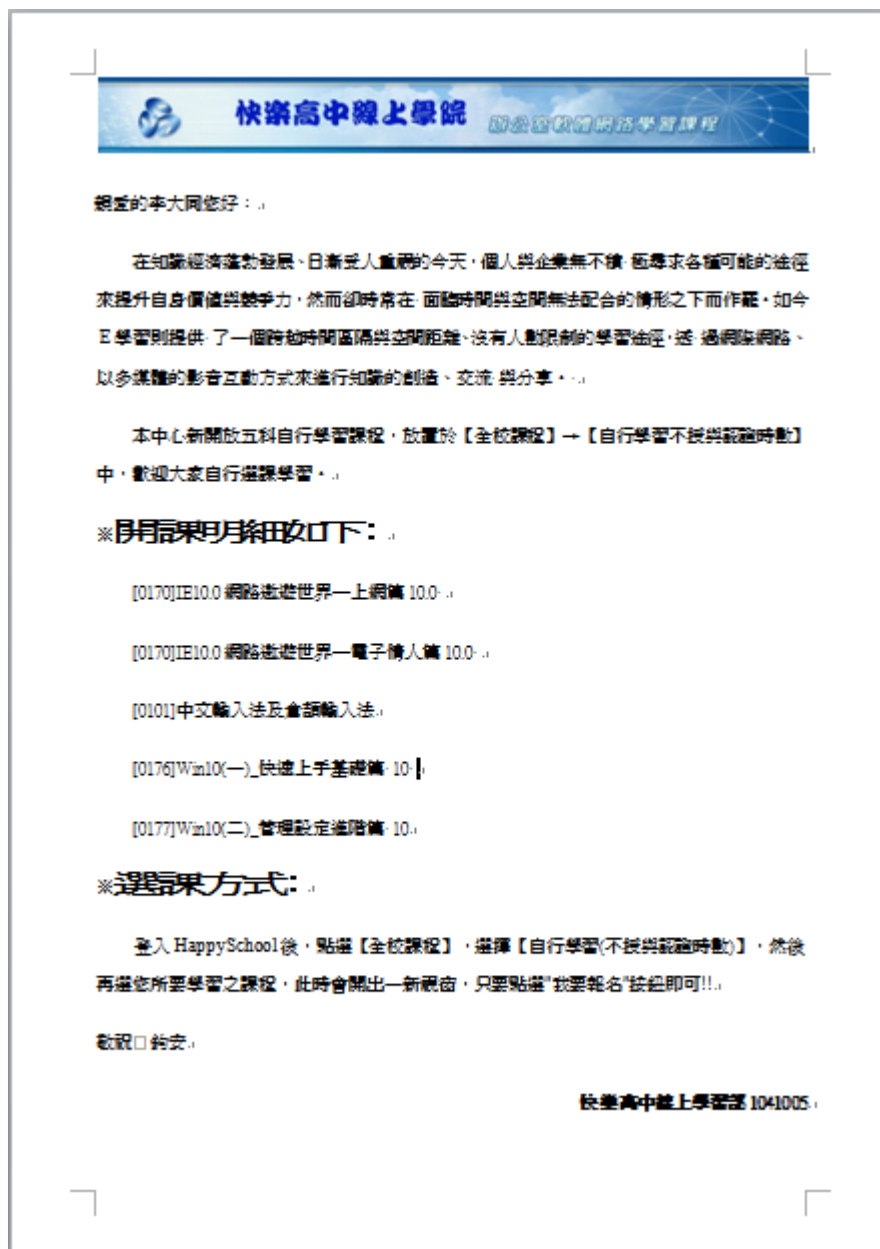 快樂高中線上學院 辦公室軟體網路學習課程
親愛的李大同您好：
在知識經濟蓬勃發展、日漸受人重視的今天，個人與企業無不積 極尋求各種可能的途徑
來提升自身價值與競爭力，然而卻時常在 面臨時間與空間無法配合的情形之下而作罷。如今
E學習則提供 了一個跨越時間區隔與空間距離、沒有人數限制的學習途徑，透 過網際網路、
以多媒體的影音互動方式來進行知識的創造、交流 與分享。
本中心新開放五科自行學習課程，放置於【全校課程】→【自行學習不授與認證時數】
中，歡迎大家自行選課學習。
※開課明細如下：
[0170]IE10.0 網路遨遊世界—上網篇 10.0
[0170]IE10.0 網路遨遊世界—電子情人篇 10.0
[0101]中文輸入法及倉頡輸入法
[0176]Win10(一)_快速上手基礎篇 10
[0177]Win10(二)_管理設定進階篇 10
※選課方式：
登入 HappySchool 後，點選【全校課程】，選擇【自行學習(不授與認證時數)】，然後
再選您所要學習之課程，此時會開出一新視窗，只要點選"我要報名"按鈕即可!!
敬祝□鈞安
快樂高中線上學習部 1041005